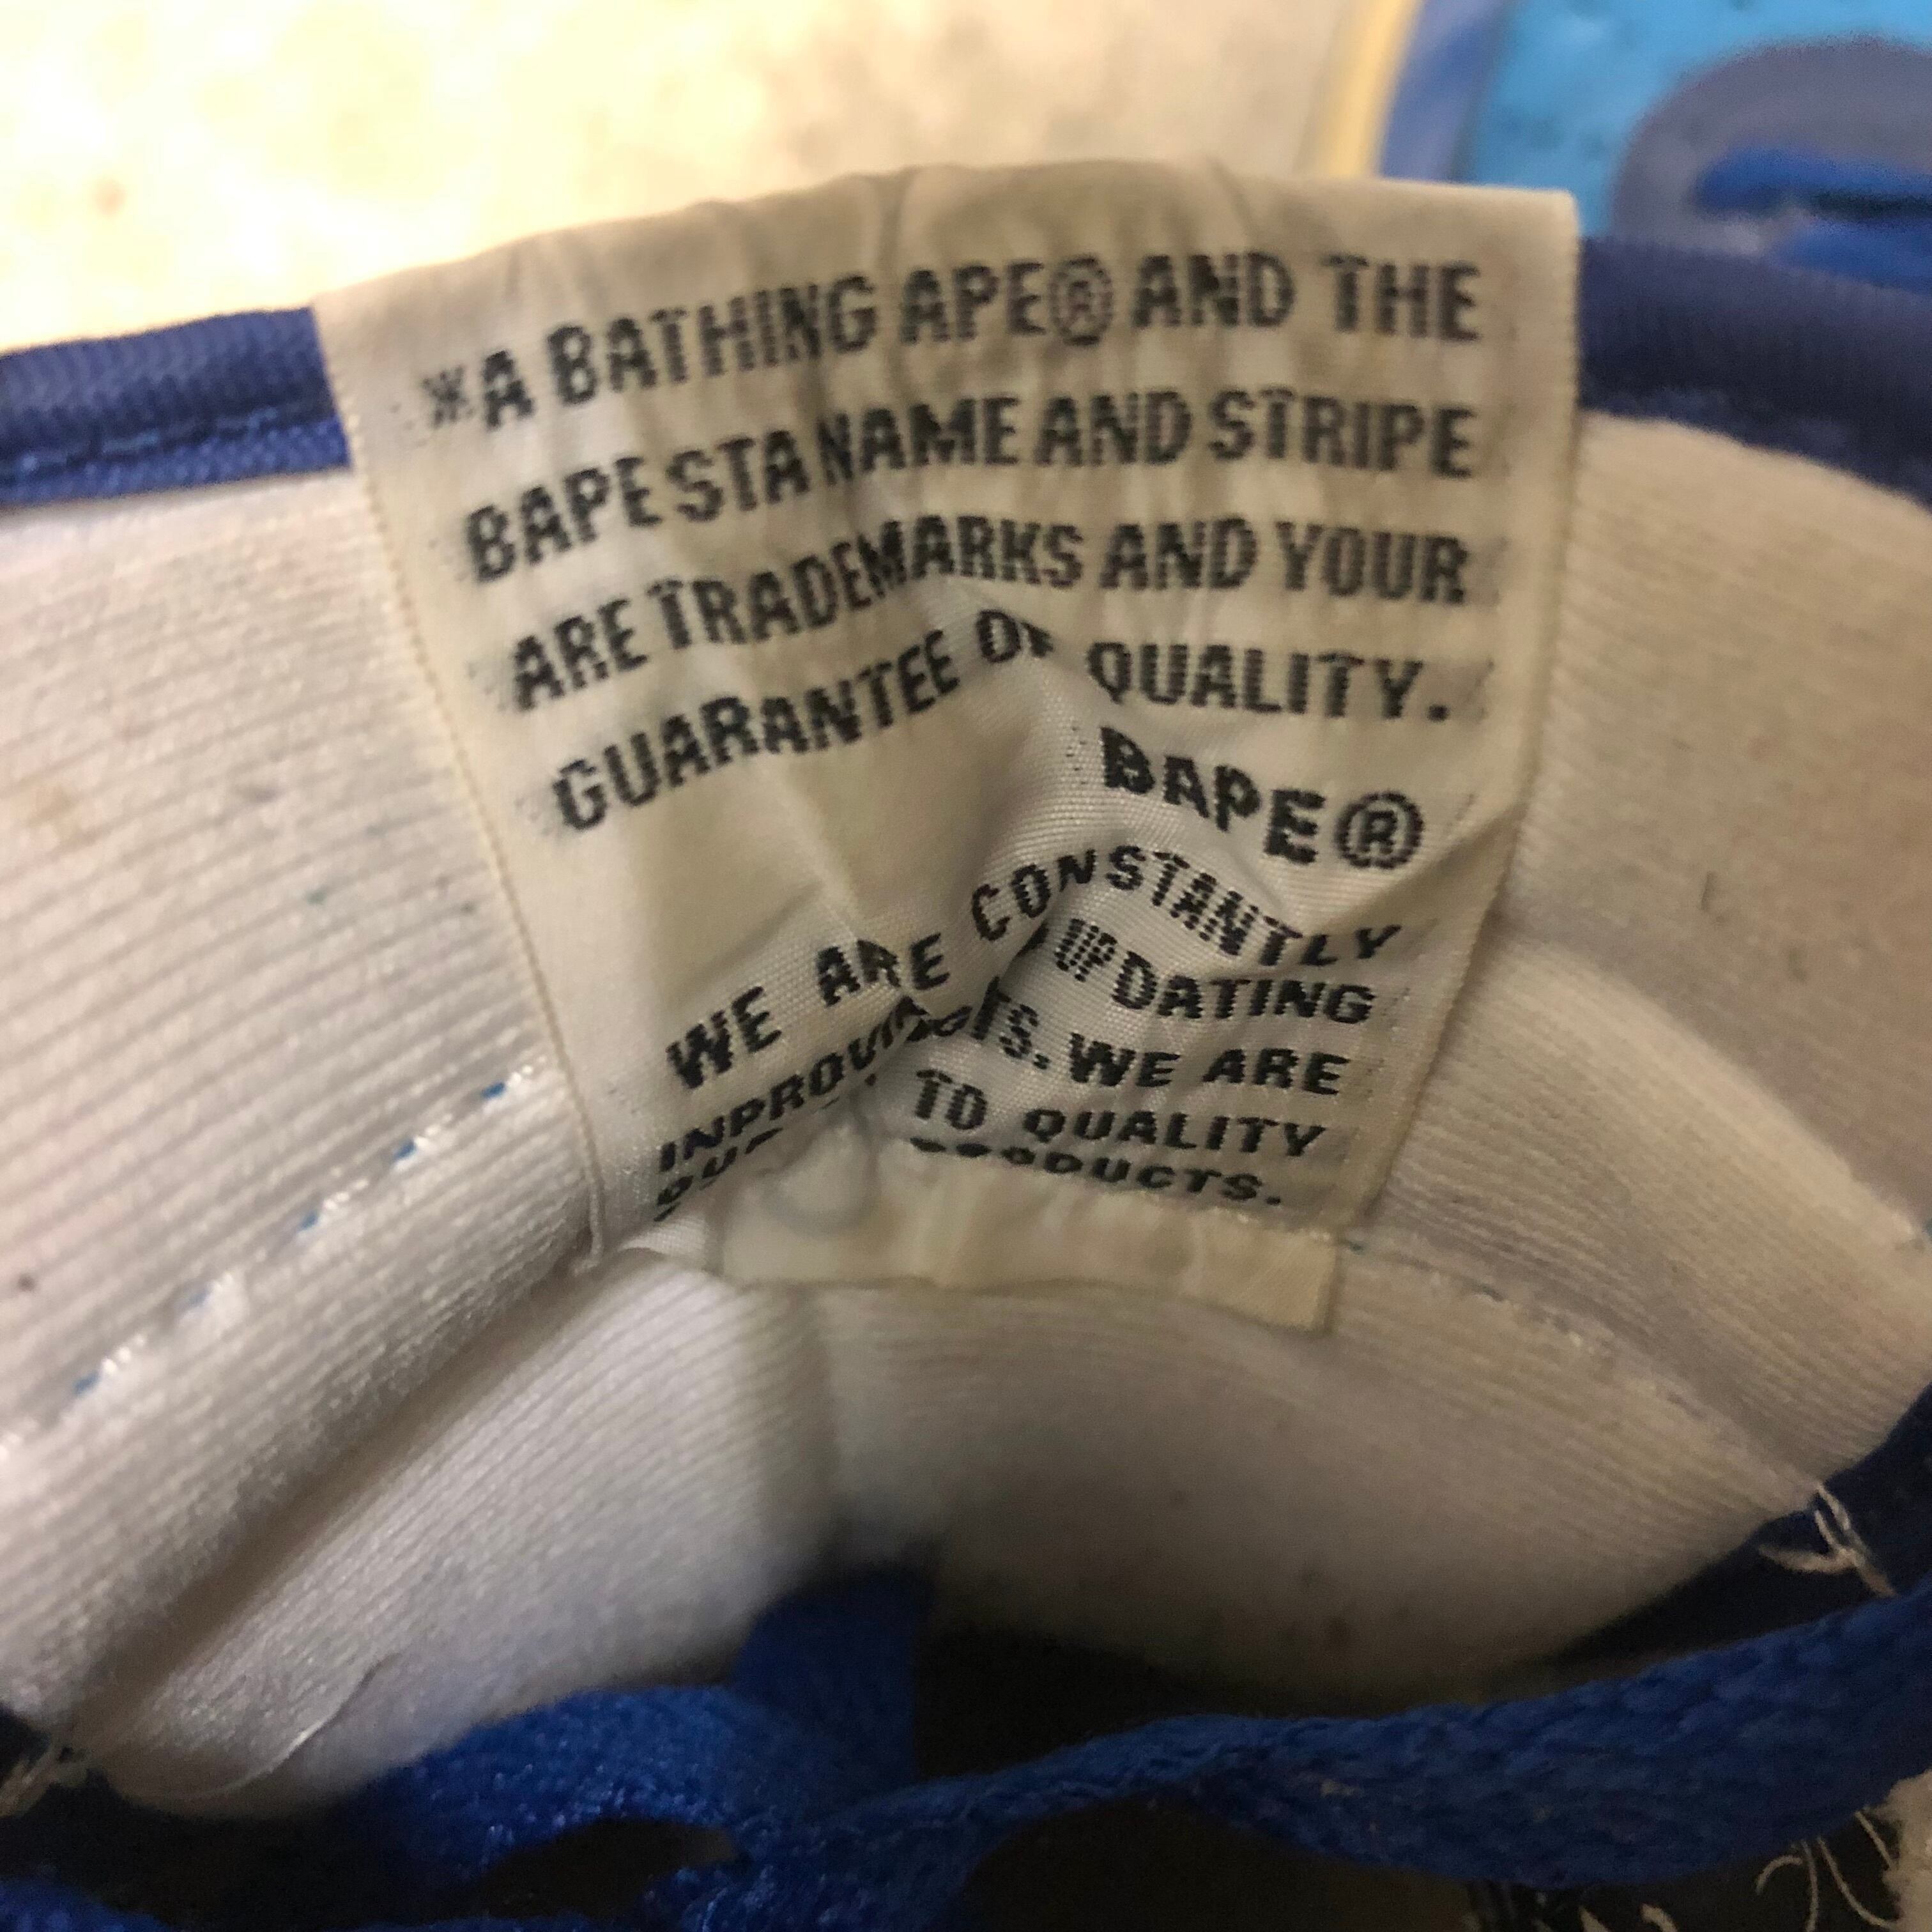 *A BATHING APE® AND THE
BAPE STA NAME AND STRIPE
ARE TRADEMARKS AND YOUR
GUARANTEE OF QUALITY.
BAPE®
WE ARE CONSTANTLY
UPDATING
WE ARE
TO QUALITY